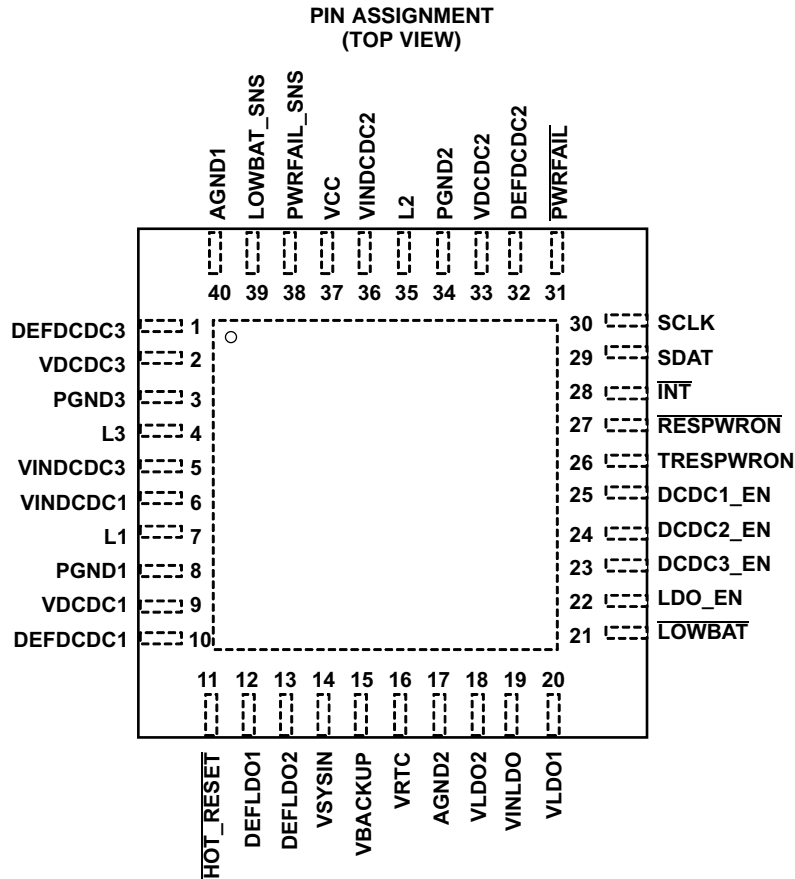 PIN ASSIGNMENT
(TOP VIEW)
AGND1
LOWBAT_SNS
PWRFAIL_SNS
VCC
VINDCDC2
L2
PGND2
VDCDC2
DEFDCDC2
PWRFAIL
40 39 38 37 36 35 34 33 32 31
DEFDCDC3 1
VDCDC3 2
PGND3 3
L3 4
VINDCDC3 5
VINDCDC1 6
L1 7
PGND1 8
VDCDC1 9
DEFDCDC1 10
30 SCLK
29 SDAT
28 INT
27 RESPWRON
26 TRESPWRON
25 DCDC1_EN
24 DCDC2_EN
23 DCDC3_EN
22 LDO_EN
21 LOWBAT
11 12 13 14 15 16 17 18 19 20
HOT_RESET
DEFLDO1
DEFLDO2
VSYSIN
VBACKUP
VRTC
AGND2
VLDO2
VINLDO
VLDO1